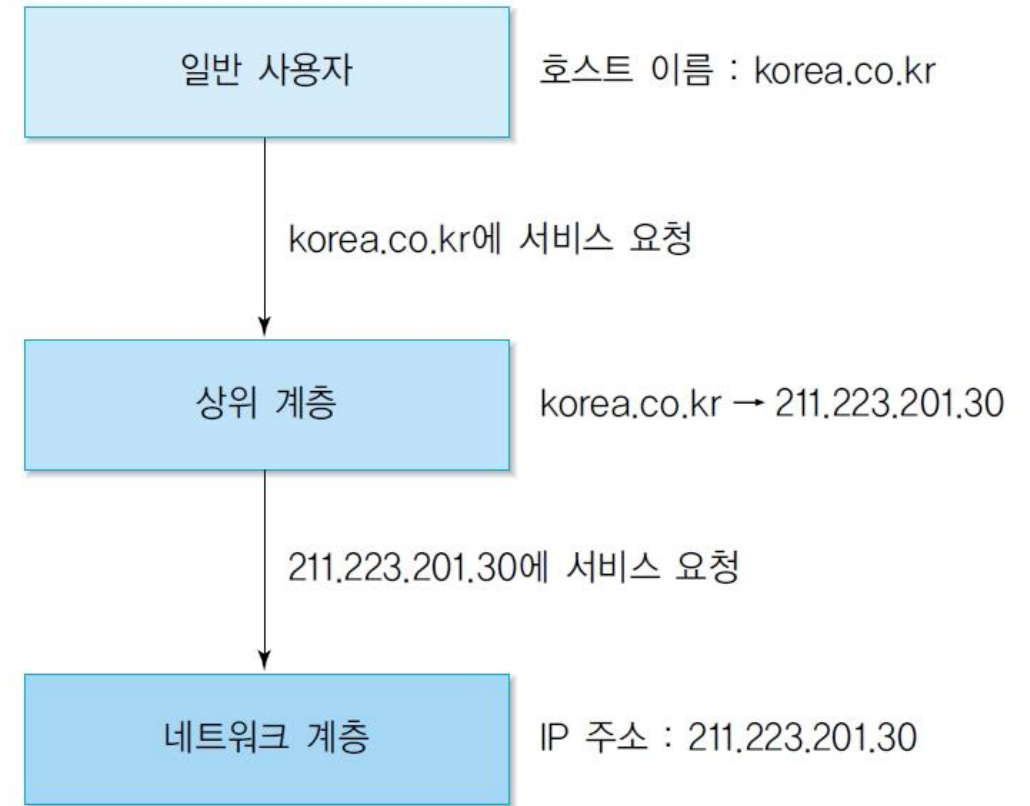 일반 사용자
호스트 이름 : korea.co.kr
korea.co.kr에 서비스 요청
상위 계층
korea.co.kr → 211.223.201.30
211.223.201.30에 서비스 요청
네트워크 계층
IP 주소 : 211.223.201.30